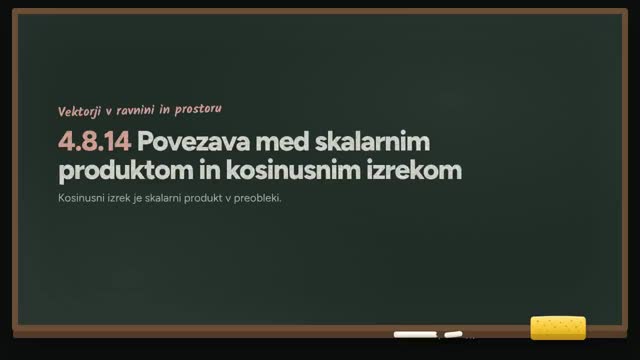 Vektorji v ravnini in prostoru
4.8.14 Povezava med skalarnim
produktom in kosinusnim izrekom
Kosinusni izrek je skalarni produkt v preobleki.